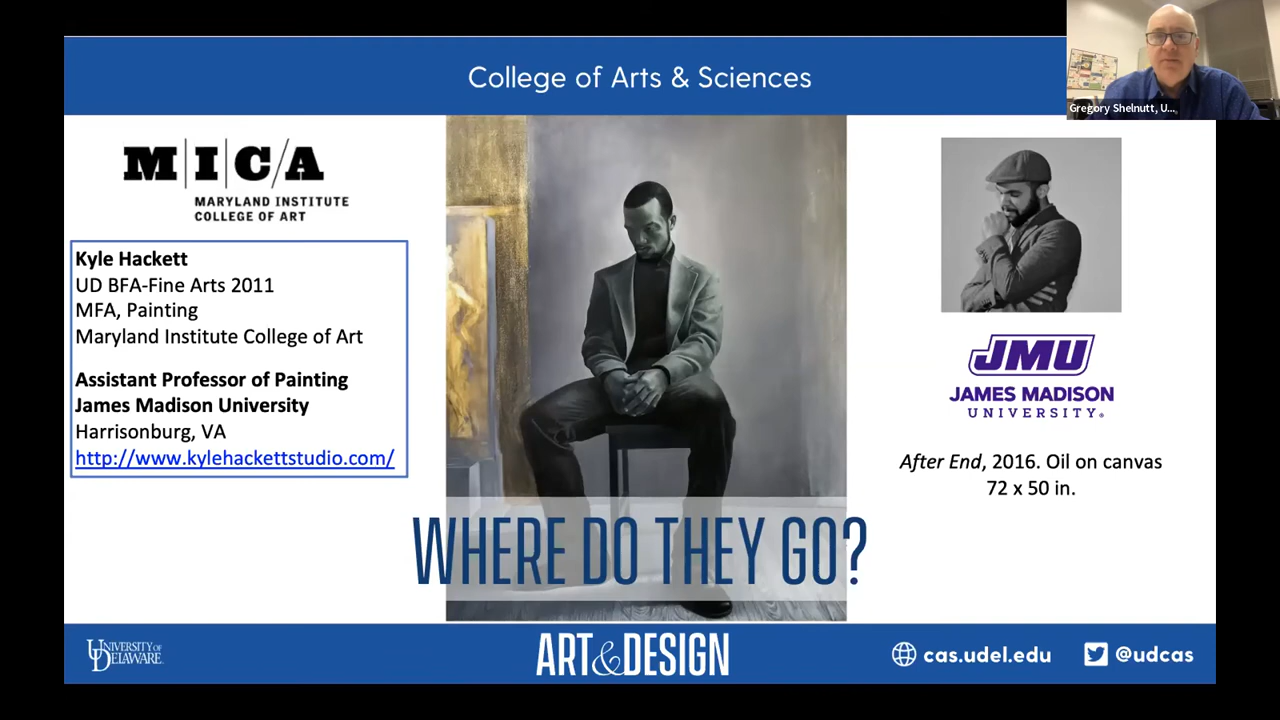 College of Arts & Sciences
Gregory Shelnutt, U...
M|I|C/A
MARYLAND INSTITUTE
COLLEGE OF ART
Kyle Hackett
UD BFA-Fine Arts 2011
MFA, Painting
Maryland Institute College of Art
Assistant Professor of Painting
James Madison University
Harrisonburg, VA
http://www.kylehackettstudio.com/
JMU
JAMES MADISON
UNIVERSITY®
After End, 2016. Oil on canvas
72 x 50 in.
WHERE DO THEY GO?
UNIVERSITY OF
DELAWARE
ART&DESIGN
cas.udel.edu
@udcas